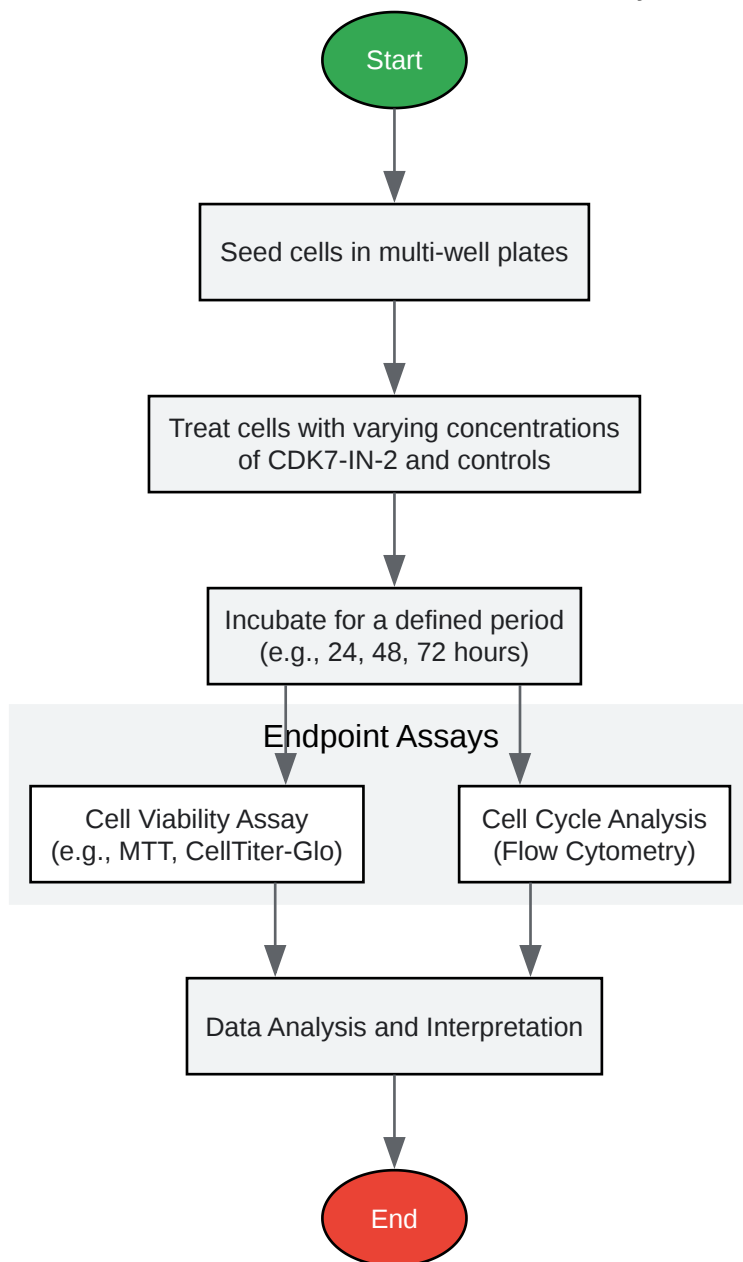 Start
Seed cells in multi-well plates
Treat cells with varying concentrations
of CDK7-IN-2 and controls
Incubate for a defined period
(e.g., 24, 48, 72 hours)
Endpoint Assays
Cell Viability Assay
(e.g., MTT, CellTiter-Glo)
Cell Cycle Analysis
(Flow Cytometry)
Data Analysis and Interpretation
End